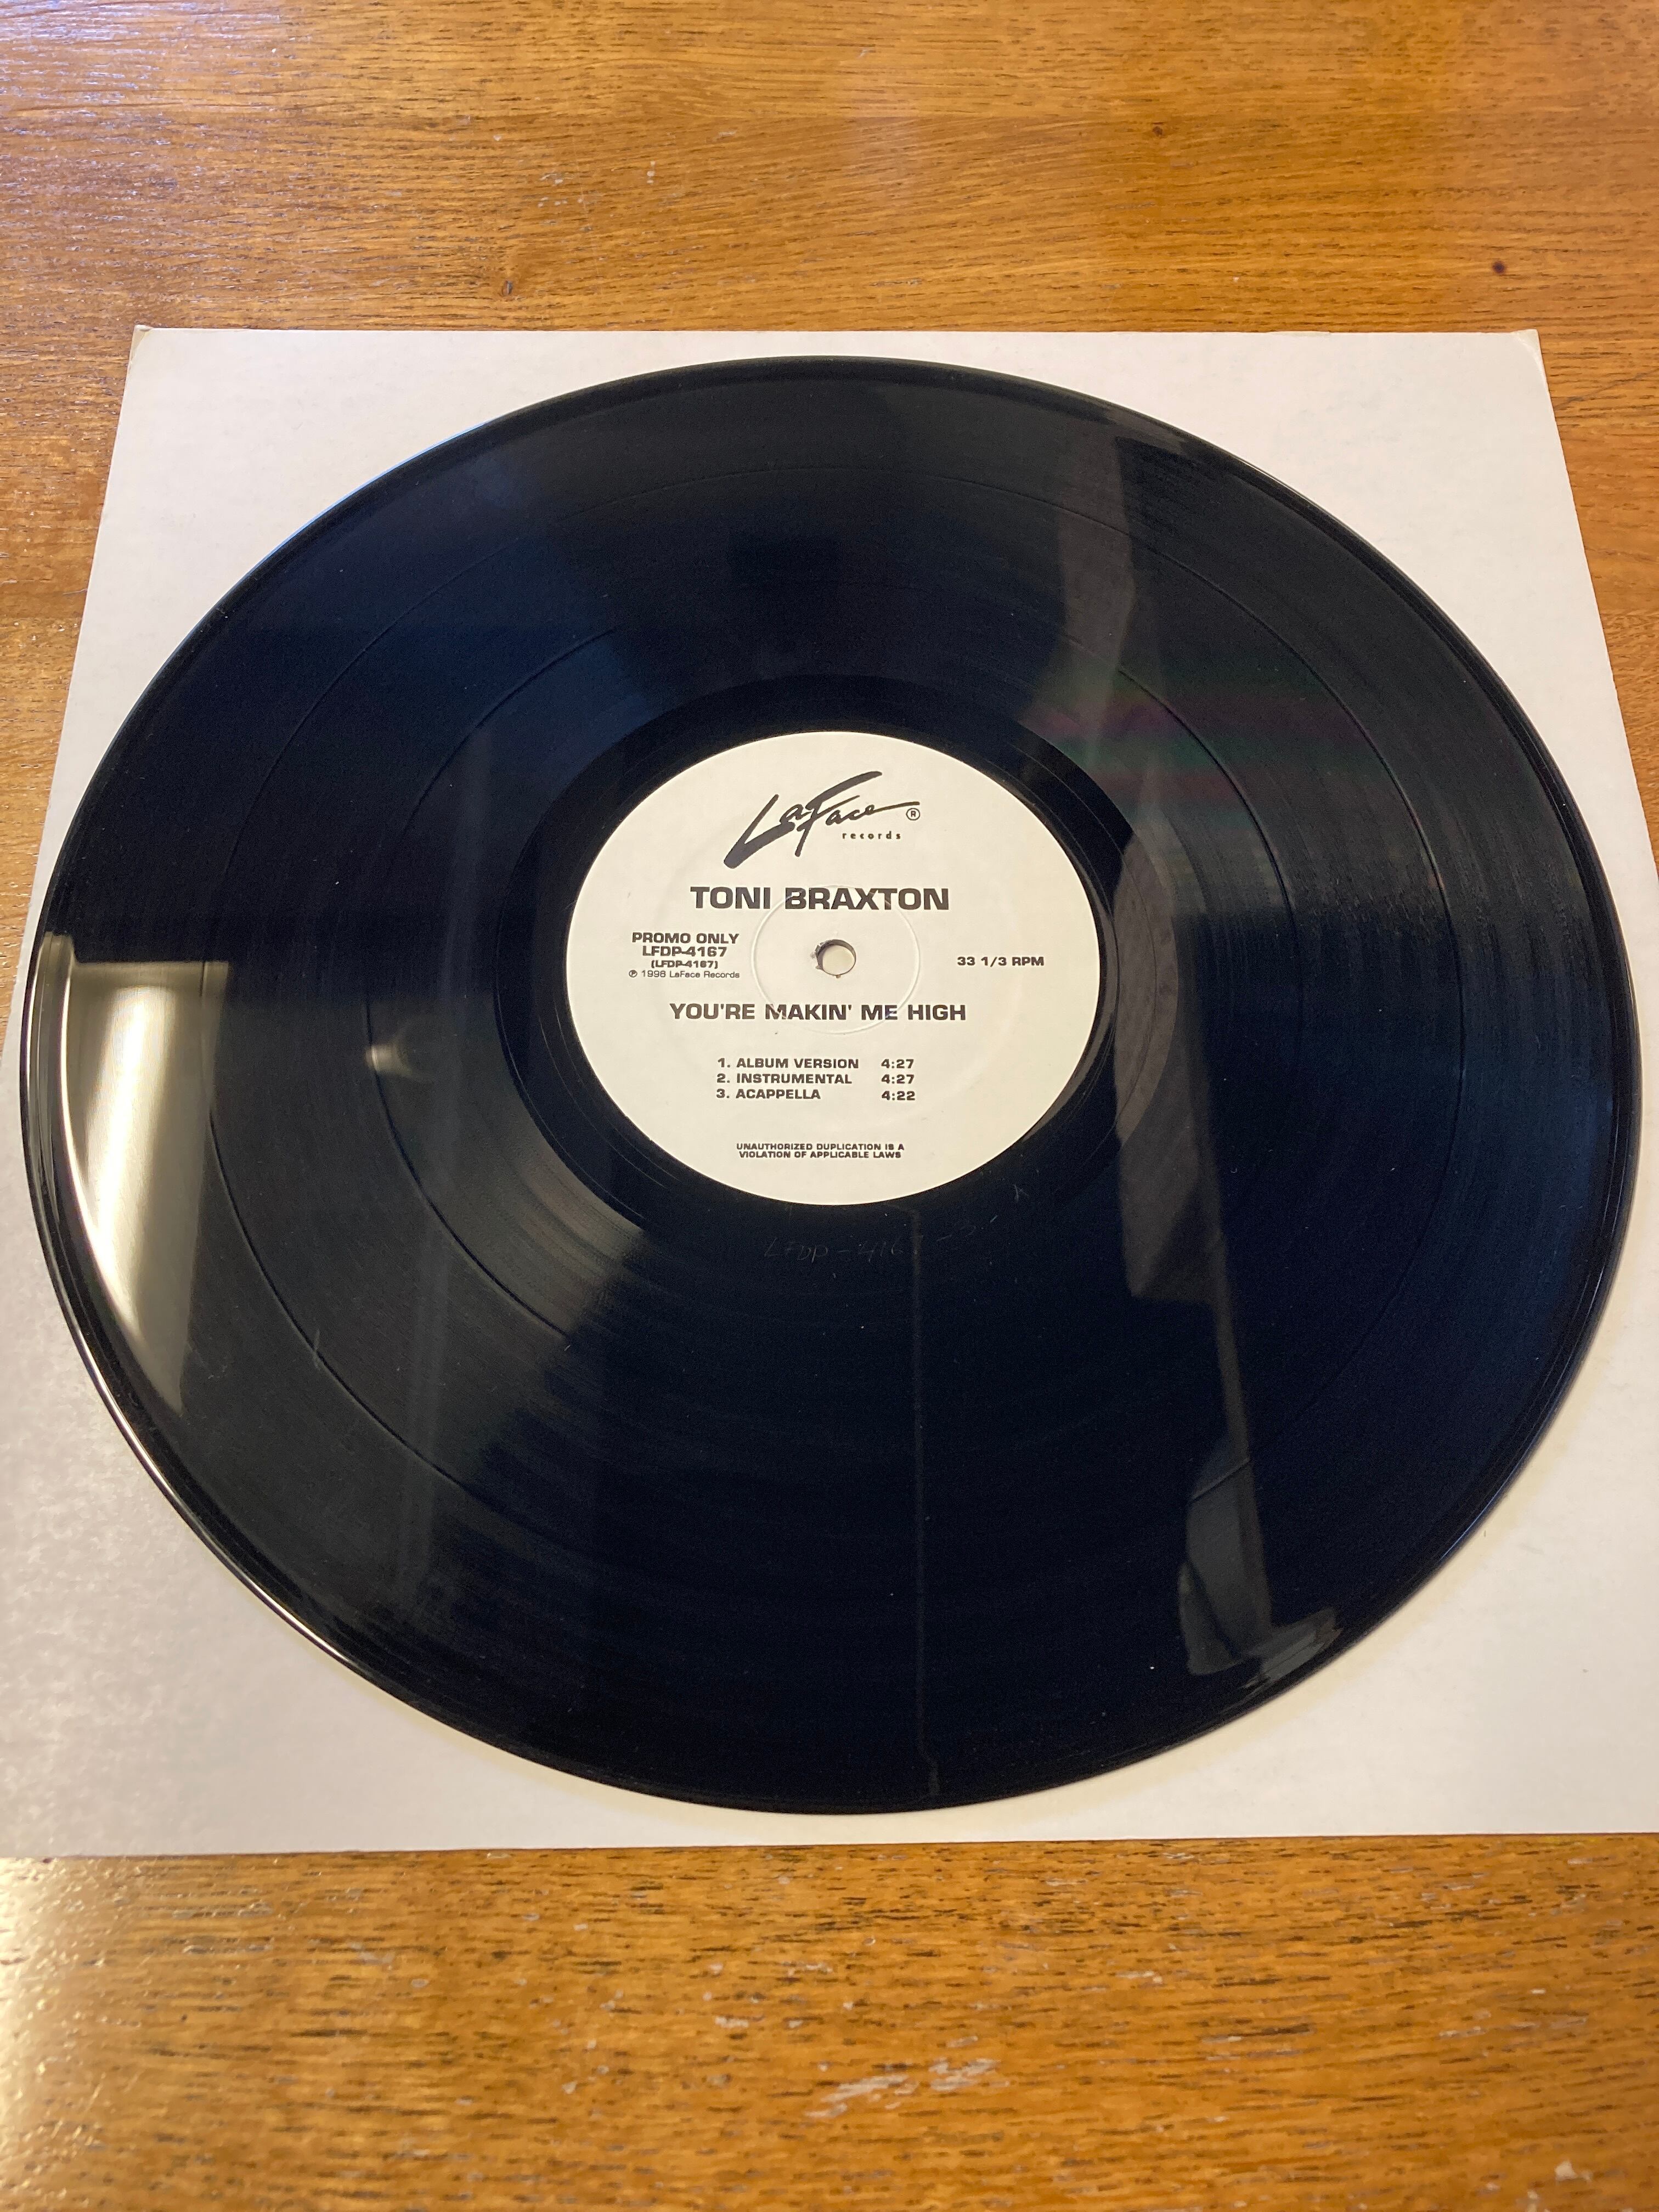 LaFace ®
records
TONI BRAXTON
PROMO ONLY
LFDP-4167
(LFDP-4167)
℗ 1996 LaFace Records
33 1/3 RPM
YOU'RE MAKIN' ME HIGH
1. ALBUM VERSION 4:27
2. INSTRUMENTAL 4:27
3. ACAPPELLA 4:22
UNAUTHORIZED DUPLICATION IS A
VIOLATION OF APPLICABLE LAWS